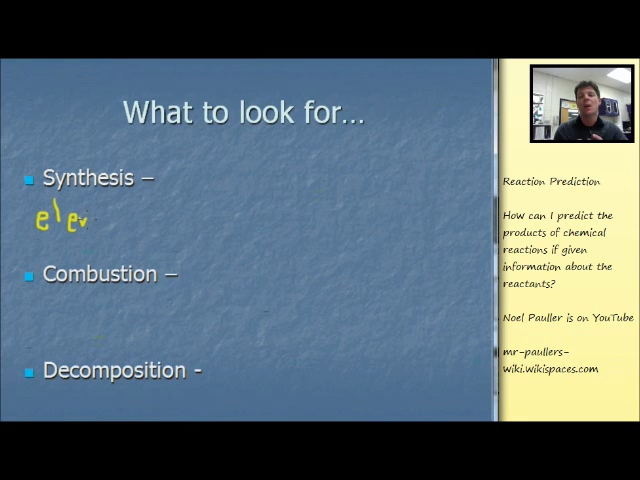 What to look for...
Synthesis –
Combustion –
Decomposition -
Reaction Prediction
How can I predict the
products of chemical
reactions if given
information about the
reactants?
Noel Pauller is on YouTube
mr-paullers-
wiki.wikispaces.com